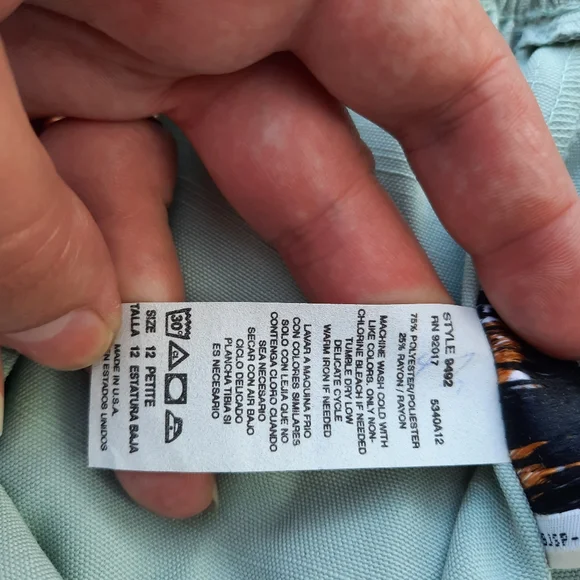 STYLE 9492
RN 92017 5340A12
75% POLYESTER/POLIESTER
25% RAYON/RAYON
MACHINE WASH COLD WITH
LIKE COLORS. ONLY NON-
CHLORINE BLEACH IF NEEDED
TUMBLE DRY LOW
DELICATE CYCLE
WARM IRON IF NEEDED
LAVAR A MAQUINA FRIO
CON COLORES SIMILARES
SOLO CON LEJIA QUE NO
CONTENGA CLORO CUANDO
SEA NECESARIO
SECAR CON AIR BAJO
CICLO DELICADO
PLANCHA TIBIA SI
ES NECESARIO
30°
SIZE 12 PETITE
TALLA 12 ESTATURA BAJA
MADE IN U.S.A.
N ESTADOS UNIDOS